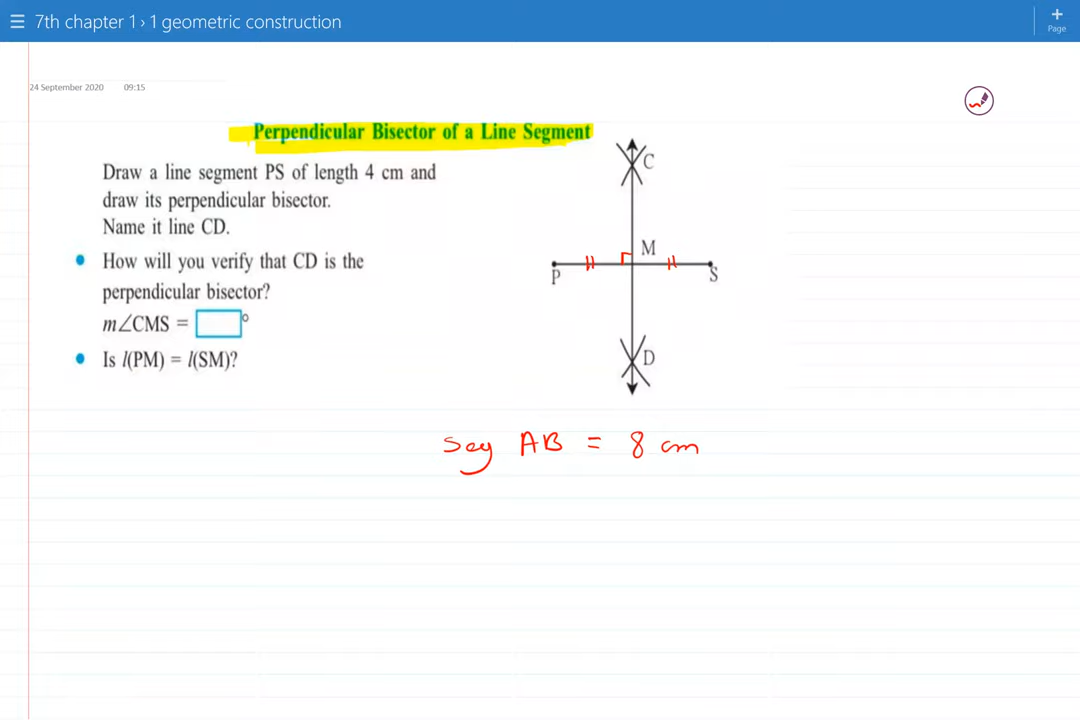 7th chapter 1 › 1 geometric construction
+
Page
24 September 2020 09:15
Perpendicular Bisector of a Line Segment
Draw a line segment PS of length 4 cm and
draw its perpendicular bisector.
Name it line CD.
• How will you verify that CD is the
perpendicular bisector?
m∠CMS = °
• Is l(PM) = l(SM)?
C
M
P
S
D
Seg AB = 8 cm